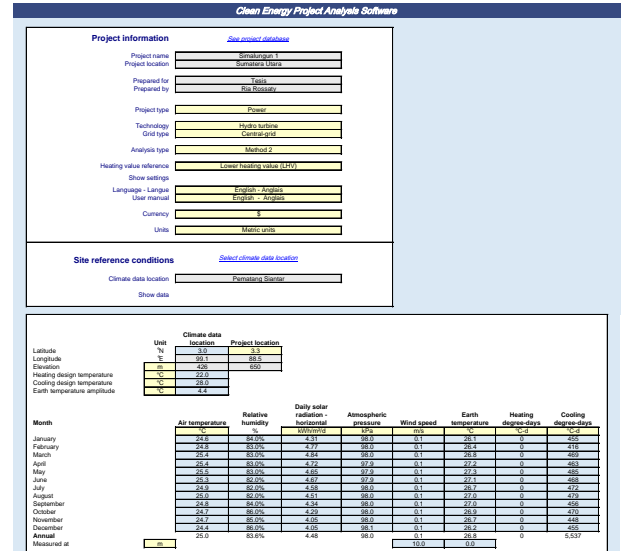 Clean Energy Project Analysis Software
Project information See project database
Project name Simalungun 1
Project location Sumatera Utara
Prepared for Tesis
Prepared by Ria Rossaty
Project type Power
Technology Hydro turbine
Grid type Central-grid
Analysis type Method 2
Heating value reference Lower heating value (LHV)
Show settings
Language - Langue English - Anglais
User manual English - Anglais
Currency $
Units Metric units
Site reference conditions Select climate data location
Climate data location Pematang Siantar
Show data
Climate data
Unit location Project location
Latitude °N 3.0 3.3
Longitude °E 99.1 88.5
Elevation m 426 650
Heating design temperature °C 22.0
Cooling design temperature °C 28.0
Earth temperature amplitude °C 4.4
Month Air temperature Relative humidity Daily solar radiation - horizontal Atmospheric pressure Wind speed Earth temperature Heating degree-days Cooling degree-days
°C % kWh/m²/d kPa m/s °C °C-d °C-d
January 24.6 84.0% 4.31 98.0 0.1 26.1 0 455
February 24.8 83.0% 4.77 98.0 0.1 26.4 0 416
March 25.4 83.0% 4.84 98.0 0.1 26.8 0 469
April 25.4 83.0% 4.72 97.9 0.1 27.2 0 463
May 25.5 83.0% 4.65 97.9 0.1 27.3 0 485
June 25.3 82.0% 4.67 97.9 0.1 27.1 0 468
July 24.9 82.0% 4.58 98.0 0.1 26.7 0 472
August 25.0 82.0% 4.51 98.0 0.1 27.0 0 479
September 24.8 84.0% 4.34 98.0 0.1 27.0 0 456
October 24.7 86.0% 4.29 98.0 0.1 26.9 0 470
November 24.7 85.0% 4.05 98.0 0.1 26.7 0 448
December 24.4 86.0% 4.05 98.1 0.1 26.2 0 455
Annual 25.0 83.6% 4.48 98.0 0.1 26.8 0 5,537
Measured at m 10.0 0.0